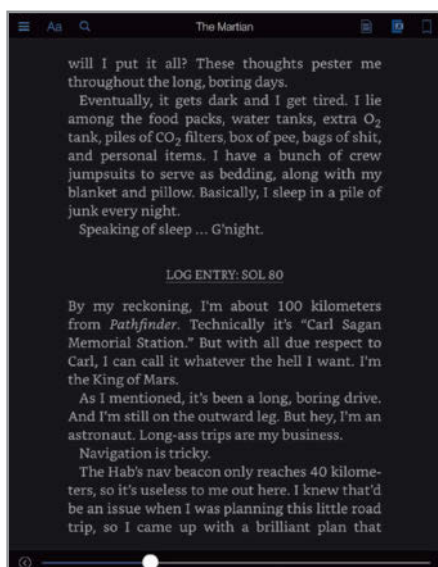 Aa The Martian
will I put it all? These thoughts pester me
throughout the long, boring days.
Eventually, it gets dark and I get tired. I lie
among the food packs, water tanks, extra O₂
tank, piles of CO₂ filters, box of pee, bags of shit,
and personal items. I have a bunch of crew
jumpsuits to serve as bedding, along with my
blanket and pillow. Basically, I sleep in a pile of
junk every night.
Speaking of sleep ... G'night.
LOG ENTRY: SOL 80
By my reckoning, I'm about 100 kilometers
from Pathfinder. Technically it's “Carl Sagan
Memorial Station.” But with all due respect to
Carl, I can call it whatever the hell I want. I'm
the King of Mars.
As I mentioned, it's been a long, boring drive.
And I'm still on the outward leg. But hey, I'm an
astronaut. Long-ass trips are my business.
Navigation is tricky.
The Hab's nav beacon only reaches 40 kilome-
ters, so it's useless to me out here. I knew that'd
be an issue when I was planning this little road
trip, so I came up with a brilliant plan that